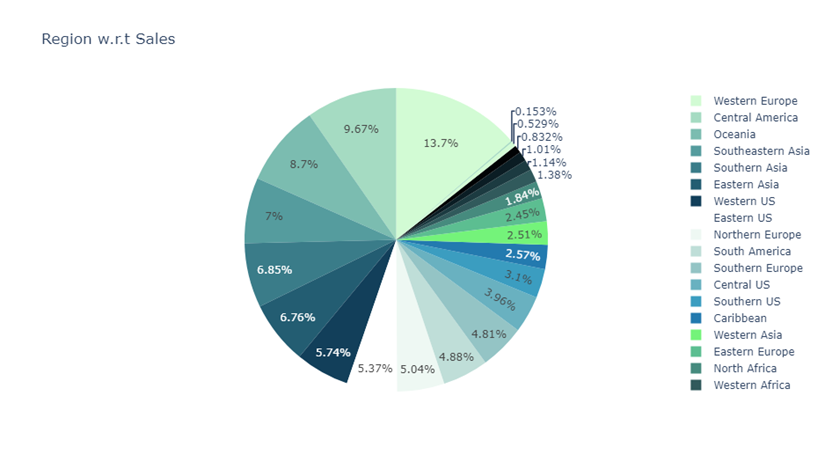 Region w.r.t Sales
13.7%
9.67%
8.7%
7%
6.85%
6.76%
5.74%
5.37%
5.04%
4.88%
4.81%
3.96%
3.1%
2.57%
2.51%
2.45%
1.84%
1.38%
1.14%
1.01%
0.832%
0.529%
0.153%
Western Europe
Central America
Oceania
Southeastern Asia
Southern Asia
Eastern Asia
Western US
Eastern US
Northern Europe
South America
Southern Europe
Central US
Southern US
Caribbean
Western Asia
Eastern Europe
North Africa
Western Africa